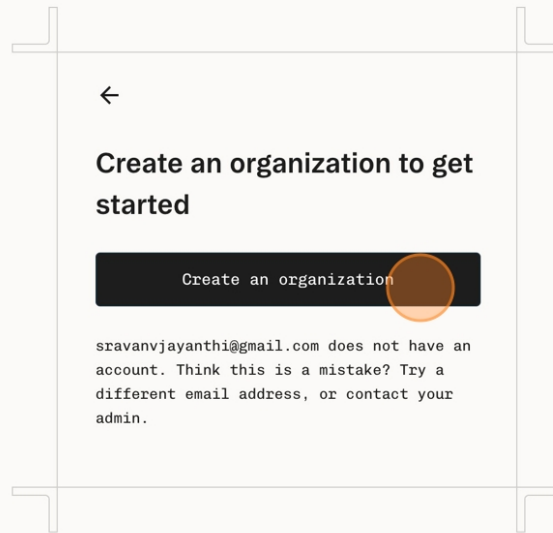 Create an organization to get
started
Create an organization
sravanvjayanthi@gmail.com does not have an
account. Think this is a mistake? Try a
different email address, or contact your
admin.